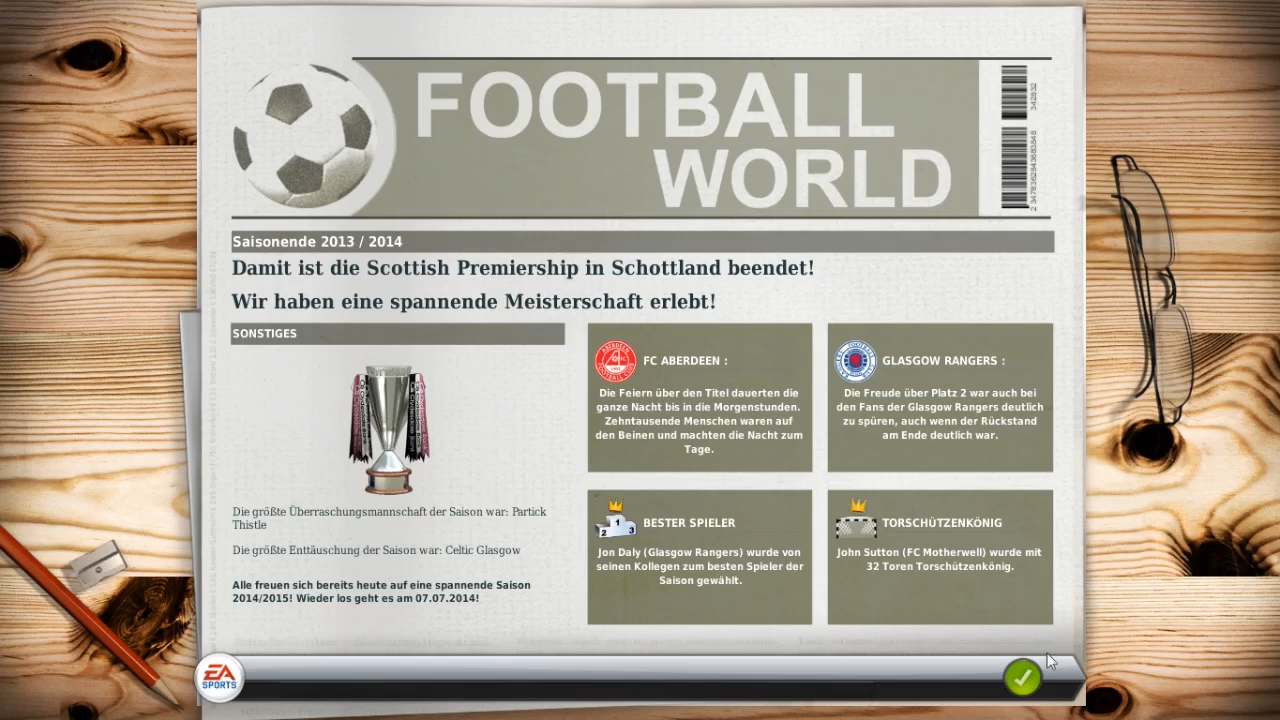 FOOTBALL
WORLD
342832
Saisonende 2013 / 2014
Damit ist die Scottish Premiership in Schottland beendet!
Wir haben eine spannende Meisterschaft erlebt!
SONSTIGES
Die größte Überraschungsmannschaft der Saison war: Partick
Thistle
Die größte Enttäuschung der Saison war: Celtic Glasgow
Alle freuen sich bereits heute auf eine spannende Saison
2014/2015! Wieder los geht es am 07.07.2014!
FC ABERDEEN :
Die Feiern über den Titel dauerten die
ganze Nacht bis in die Morgenstunden.
Zehntausende Menschen waren auf
den Beinen und machten die Nacht zum
Tage.
GLASGOW RANGERS :
Die Freude über Platz 2 war auch bei
den Fans der Glasgow Rangers deutlich
zu spüren, auch wenn der Rückstand
am Ende deutlich war.
2 1 3
BESTER SPIELER
Jon Daly (Glasgow Rangers) wurde von
seinen Kollegen zum besten Spieler der
Saison gewählt.
TORSCHÜTZENKÖNIG
John Sutton (FC Motherwell) wurde mit
32 Toren Torschützenkönig.
EA
SPORTS